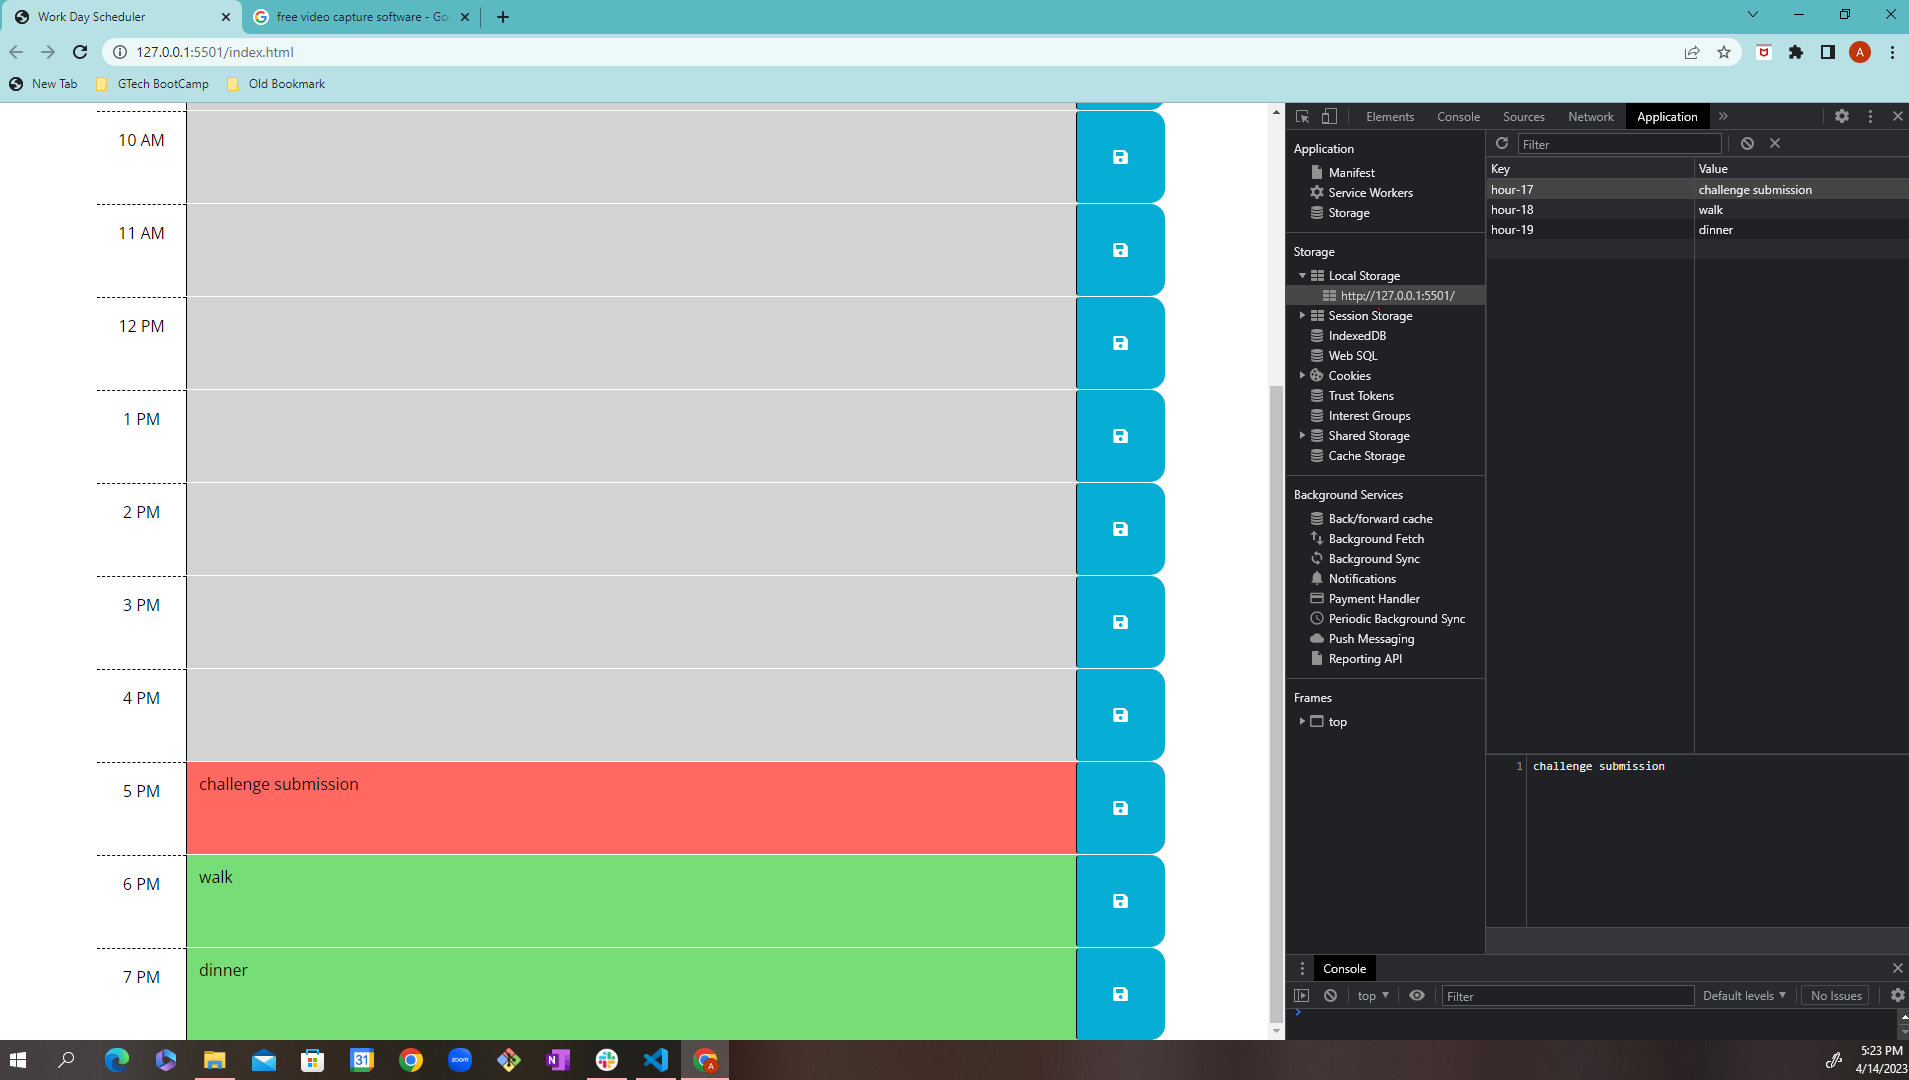 Work Day Scheduler
free video capture software - Goo
127.0.0.1:5501/index.html
A
New Tab
GTech BootCamp
Old Bookmark
10 AM
11 AM
12 PM
1 PM
2 PM
3 PM
4 PM
5 PM
challenge submission
6 PM
walk
7 PM
dinner
Elements
Console
Sources
Network
Application
Application
Manifest
Service Workers
Storage
Storage
Local Storage
http://127.0.0.1:5501/
Session Storage
IndexedDB
Web SQL
Cookies
Trust Tokens
Interest Groups
Shared Storage
Cache Storage
Background Services
Back/forward cache
Background Fetch
Background Sync
Notifications
Payment Handler
Periodic Background Sync
Push Messaging
Reporting API
Frames
top
Filter
Key Value
hour-17 challenge submission
hour-18 walk
hour-19 dinner
1 challenge submission
Console
top
Filter
Default levels
No Issues
31
zoom
N
A
5:23 PM
4/14/2023